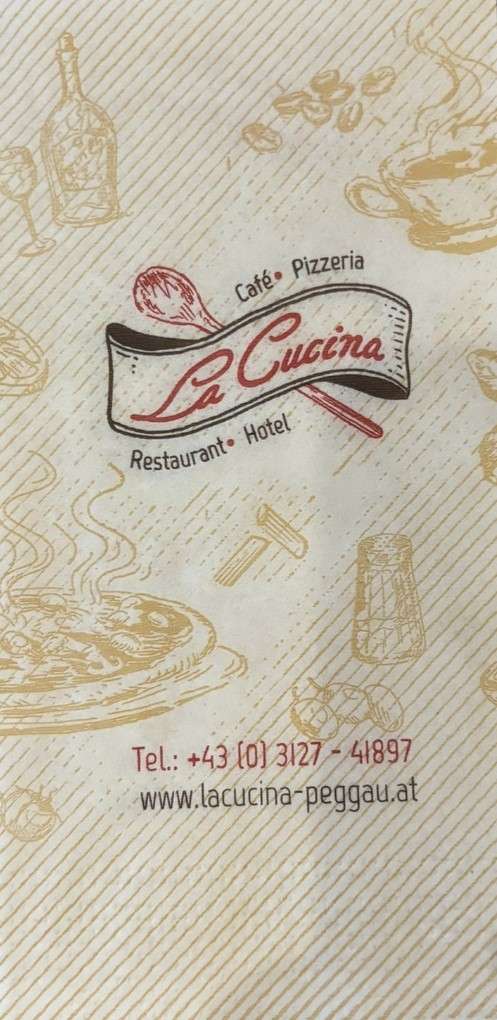 Café• Pizzeria
La Cucina
Restaurant• Hotel
Tel.: +43 (0) 3127 - 41897
www.lacucina-peggau.at